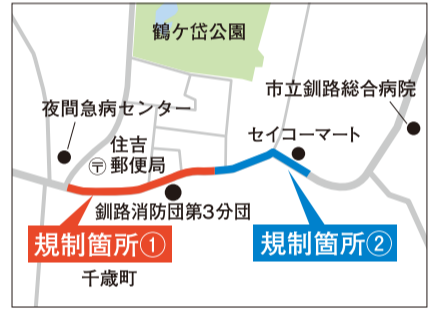 鶴ケ岱公園
市立釧路総合病院
夜間急病センター
セイコーマート
住吉
〒郵便局
釧路消防団第3分団
規制箇所①
規制箇所②
千歳町